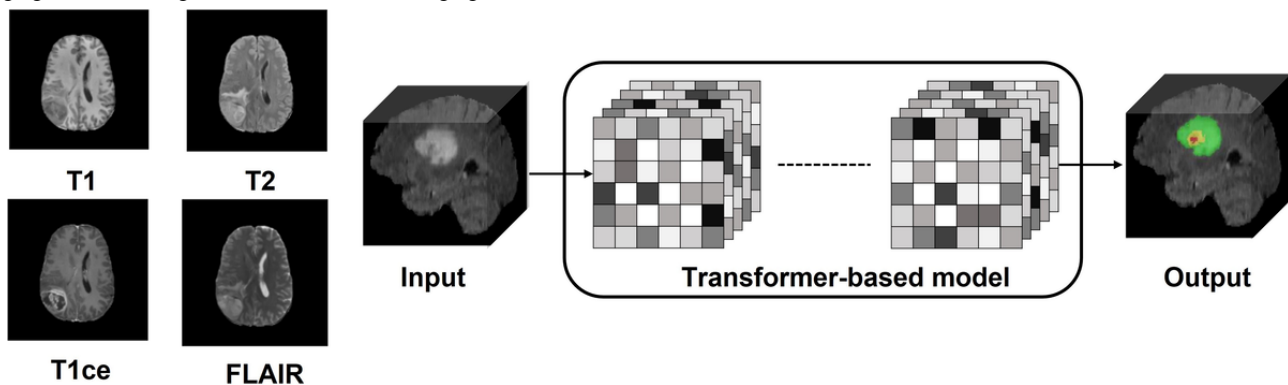 T1
T2
T1ce
FLAIR
Input
Transformer-based model
Output